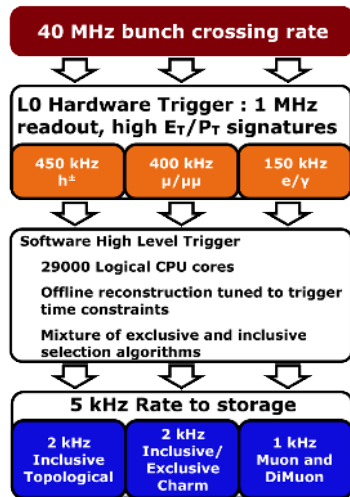 40 MHz bunch crossing rate
L0 Hardware Trigger : 1 MHz
readout, high ET/PT signatures
450 kHz
h±
400 kHz
μ/μμ
150 kHz
e/γ
Software High Level Trigger
29000 Logical CPU cores
Offline reconstruction tuned to trigger
time constraints
Mixture of exclusive and inclusive
selection algorithms
5 kHz Rate to storage
2 kHz
Inclusive
Topological
2 kHz
Inclusive/
Exclusive
Charm
1 kHz
Muon and
DiMuon